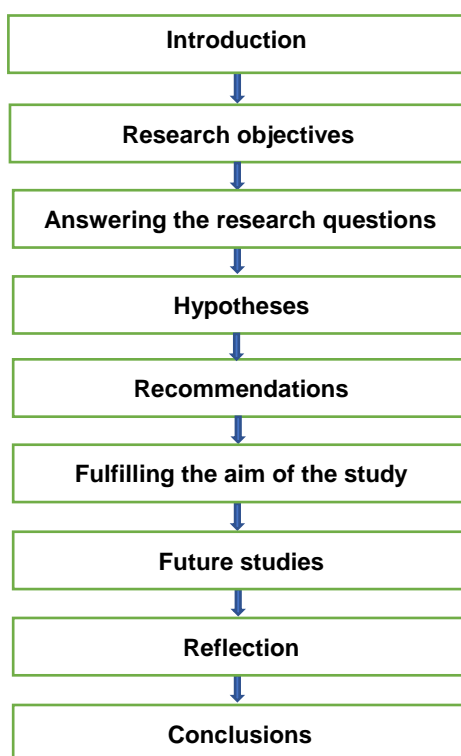 Introduction
Research objectives
Answering the research questions
Hypotheses
Recommendations
Fulfilling the aim of the study
Future studies
Reflection
Conclusions